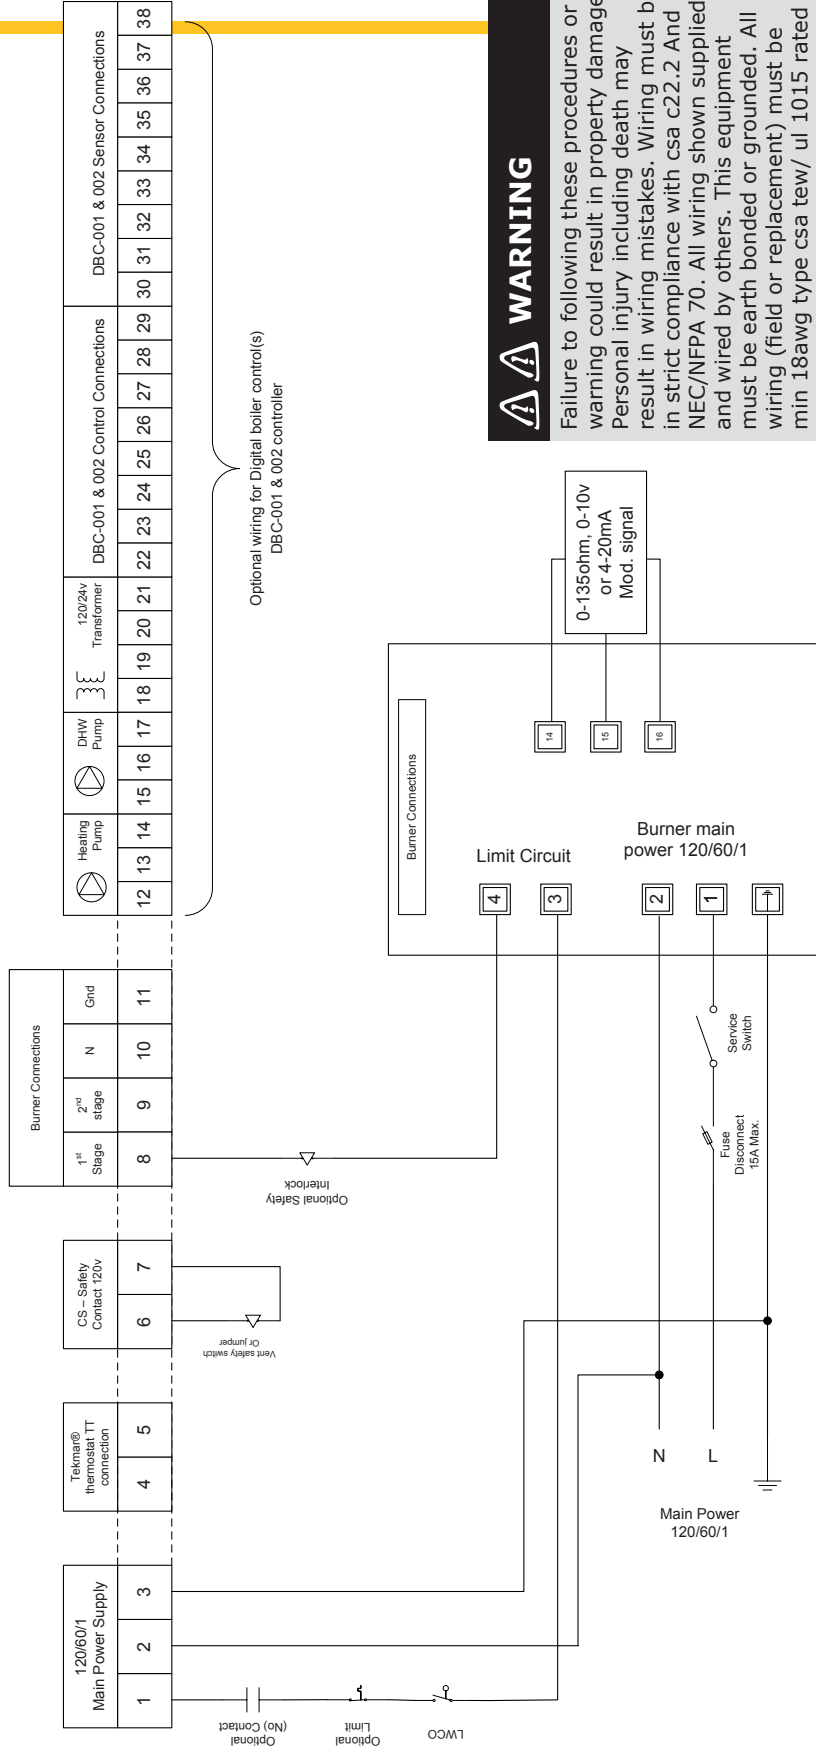 120/60/1
Main Power Supply
1
2
3
Tekmar®
thermostat TT
connection
4
5
CS – Safety
Contact 120v
6
7
Burner Connections
1st
Stage
2nd
stage
N
Gnd
8
9
10
11
Heating
Pump
DHW
Pump
120/24v
Transformer
DBC-001 & 002 Control Connections
DBC-001 & 002 Sensor Connections
12
13
14
15
16
17
18
19
20
21
22
23
24
25
26
27
28
29
30
31
32
33
34
35
36
37
38
Optional
(No) Contact
Optional
Limit
LWCO
Vent safety switch
Or jumper
Optional Safety
Interlock
Optional wiring for Digital boiler control(s)
DBC-001 & 002 controller
Burner Connections
Limit Circuit
4
3
Burner main
power 120/60/1
2
1
14
15
16
0-135ohm, 0-10v
or 4-20mA
Mod. signal
Service
Switch
Fuse
Disconnect
15A Max.
N
L
Main Power
120/60/1
WARNING
Failure to following these procedures or
warning could result in property damage
Personal injury including death may
result in wiring mistakes. Wiring must b
in strict compliance with csa c22.2 And
NEC/NFPA 70. All wiring shown supplied
and wired by others. This equipment
must be earth bonded or grounded. All
wiring (field or replacement) must be
min 18awg type csa tew/ ul 1015 rated